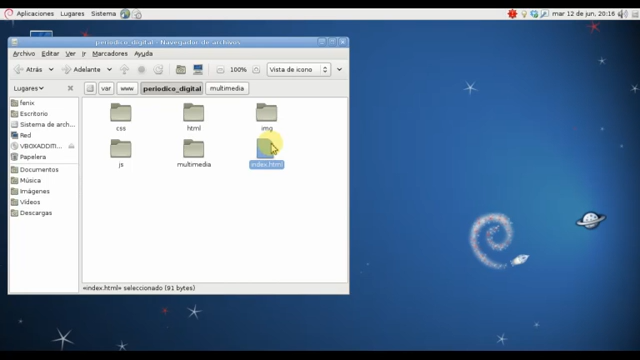 Aplicaciones Lugares Sistema mar 12 de jun, 20:16
periodico_digital - Navegador de archivos
Archivo Editar Ver Ir Marcadores Ayuda
Atrás Adelante 100% Vista de icono
Lugares var www periodico_digital multimedia
fenix
Escritorio
Sistema de arch...
Red
VBOXADDITI...
Papelera
Documentos
Música
Imágenes
Vídeos
Descargas
css html img
js multimedia index.html
«index.html» seleccionado (91 bytes)